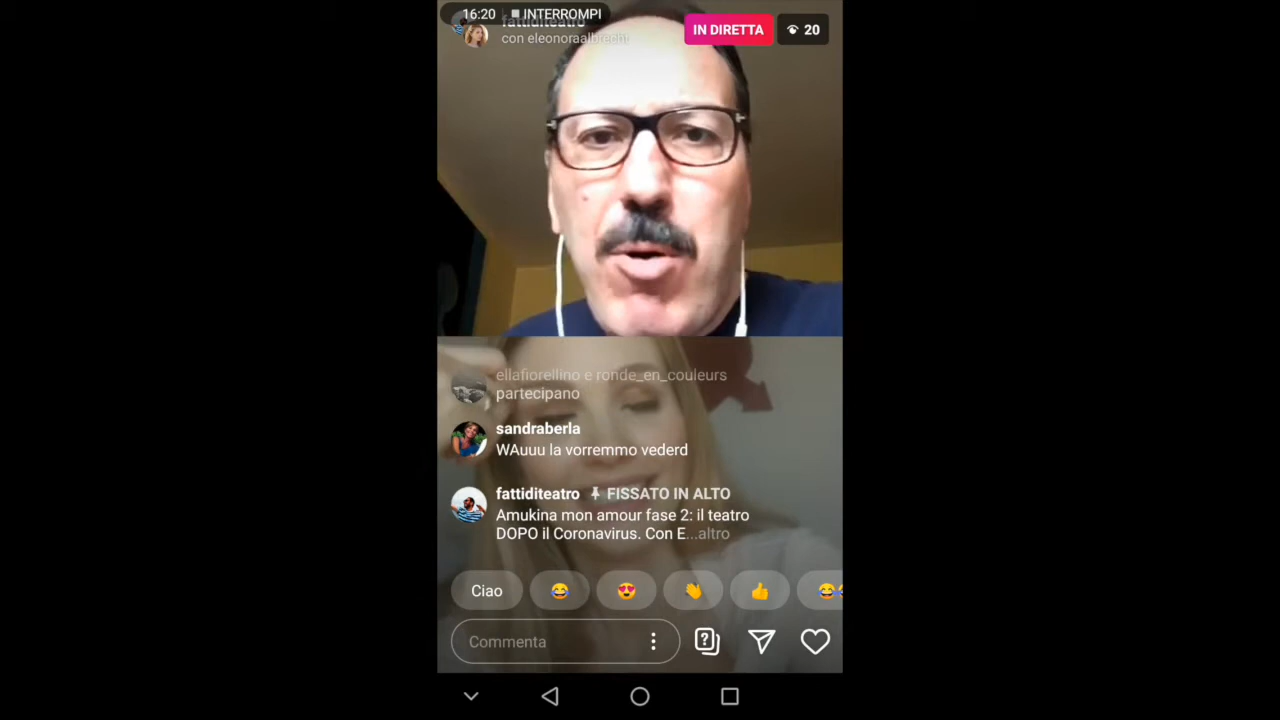 16:20 INTERROMPI
fattiditeatro
con eleonoraalbrecht
IN DIRETTA
20
ellafiorellino e ronde_en_couleurs
partecipano
sandraberla
WAuuu la vorremmo vederd
fattiditeatro FISSATO IN ALTO
Amukina mon amour fase 2: il teatro
DOPO il Coronavirus. Con E...altro
Ciao
Commenta